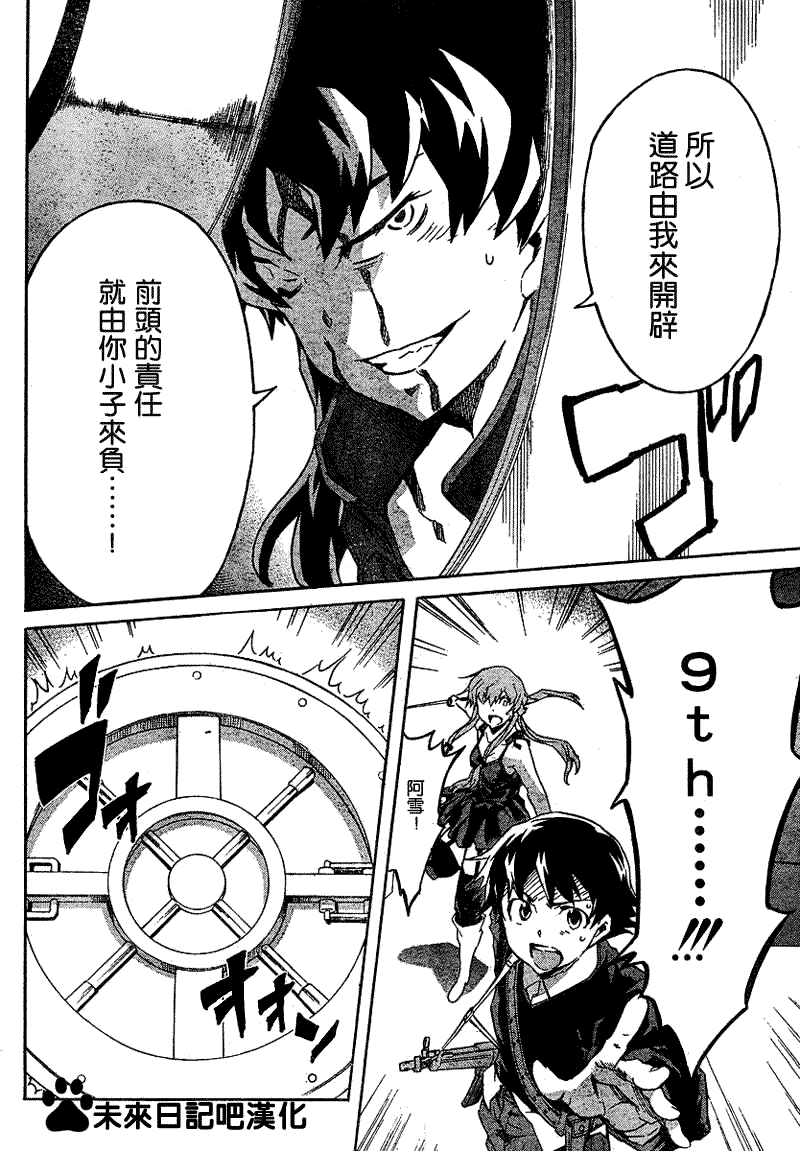 所以
道路由我來開辟
ゴ
前頭的責任
就由你小子來負……！
9th……!!!
阿雪！
ゴォ
オォン
未來日記吧漢化